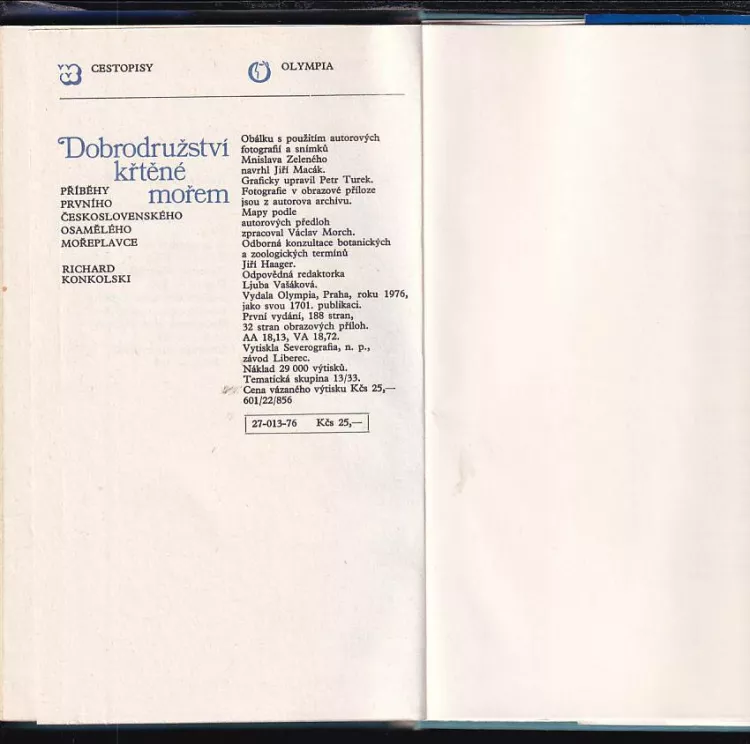 CESTOPISY
OLYMPIA
Dobrodružství
křtěné
mořem
PŘÍBĚHY
PRVNÍHO
ČESKOSLOVENSKÉHO
OSAMĚLÉHO
MOŘEPLAVCE
RICHARD
KONKOLSKI
Obálku s použitím autorových
fotografií a snímků
Mnislava Zeleného
navrhl Jiří Macák.
Graficky upravil Petr Turek.
Fotografie v obrazové příloze
jsou z autorova archívu.
Mapy podle
autorových předloh
zpracoval Václav Morch.
Odborná konzultace botanických
a zoologických termínů
Jiří Haager.
Odpovědná redaktorka
Ljuba Vašáková.
Vydala Olympia, Praha, roku 1976,
jako svou 1701. publikaci.
První vydání, 188 stran,
32 stran obrazových příloh.
AA 18,13, VA 18,72.
Vytiskla Severografia, n. p.,
závod Liberec.
Náklad 29 000 výtisků.
Tematická skupina 13/33.
Cena vázaného výtisku Kčs 25,—
601/22/856
27-013-76 Kčs 25,—